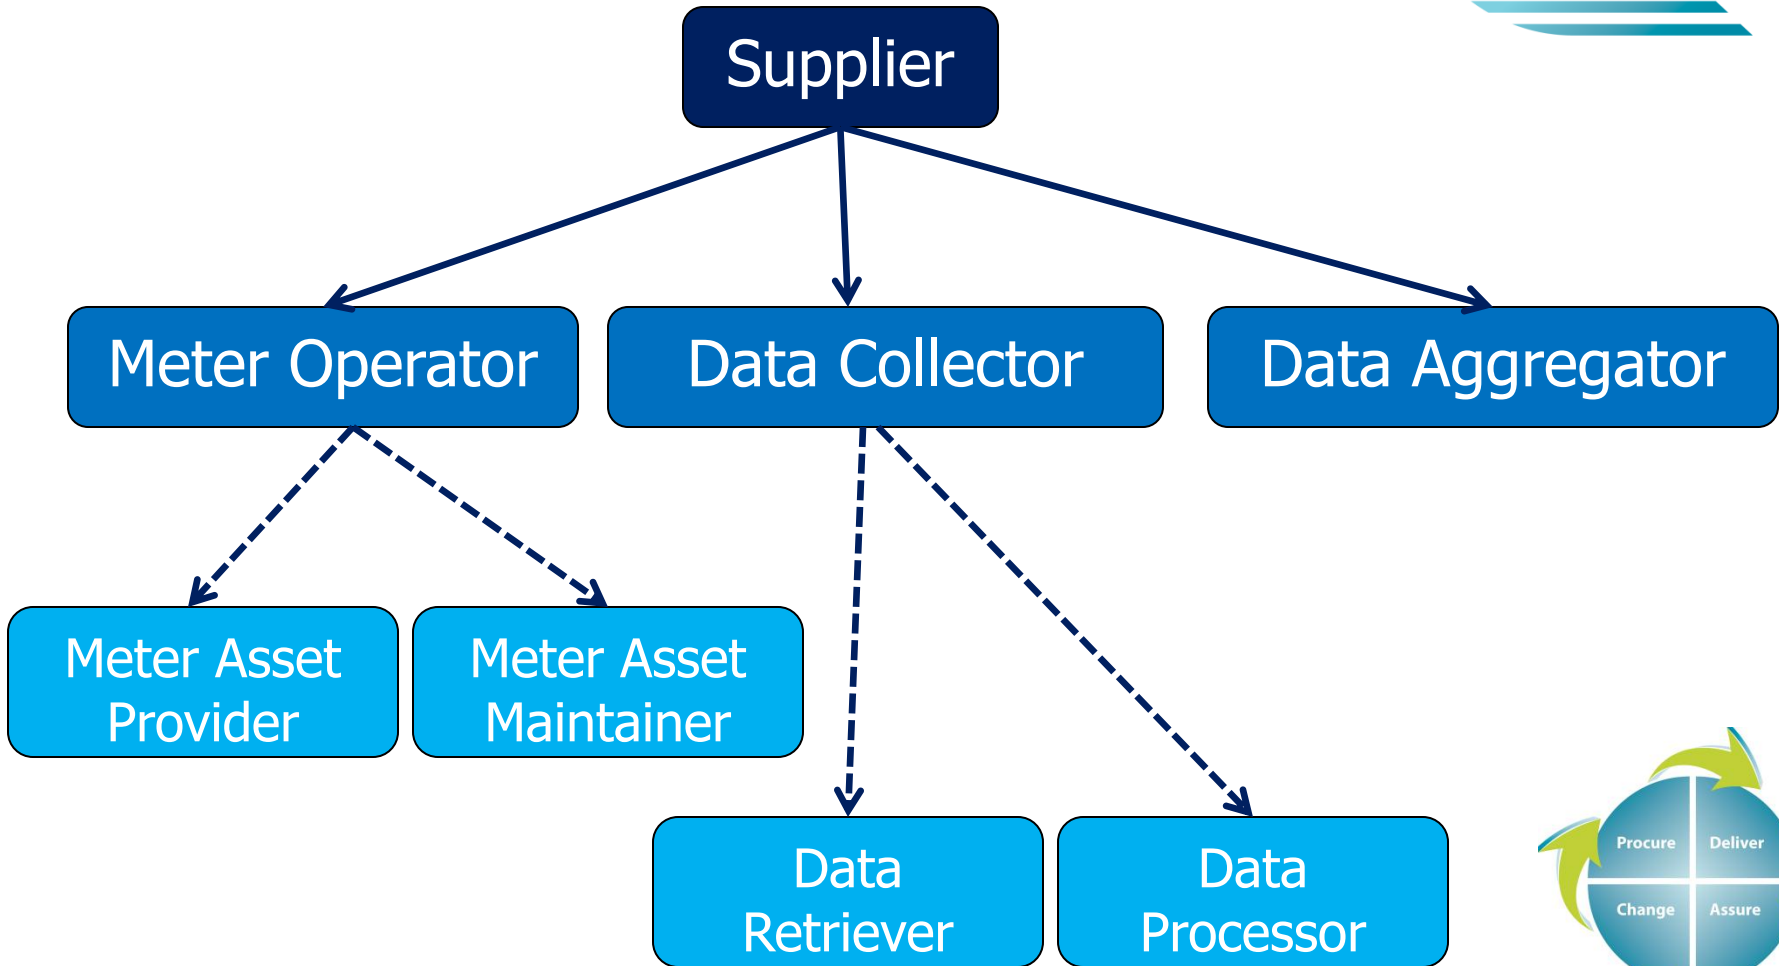 Supplier
Meter Operator
Data Collector
Data Aggregator
Meter Asset
Provider
Meter Asset
Maintainer
Data
Retriever
Data
Processor
Procure
Deliver
Change
Assure